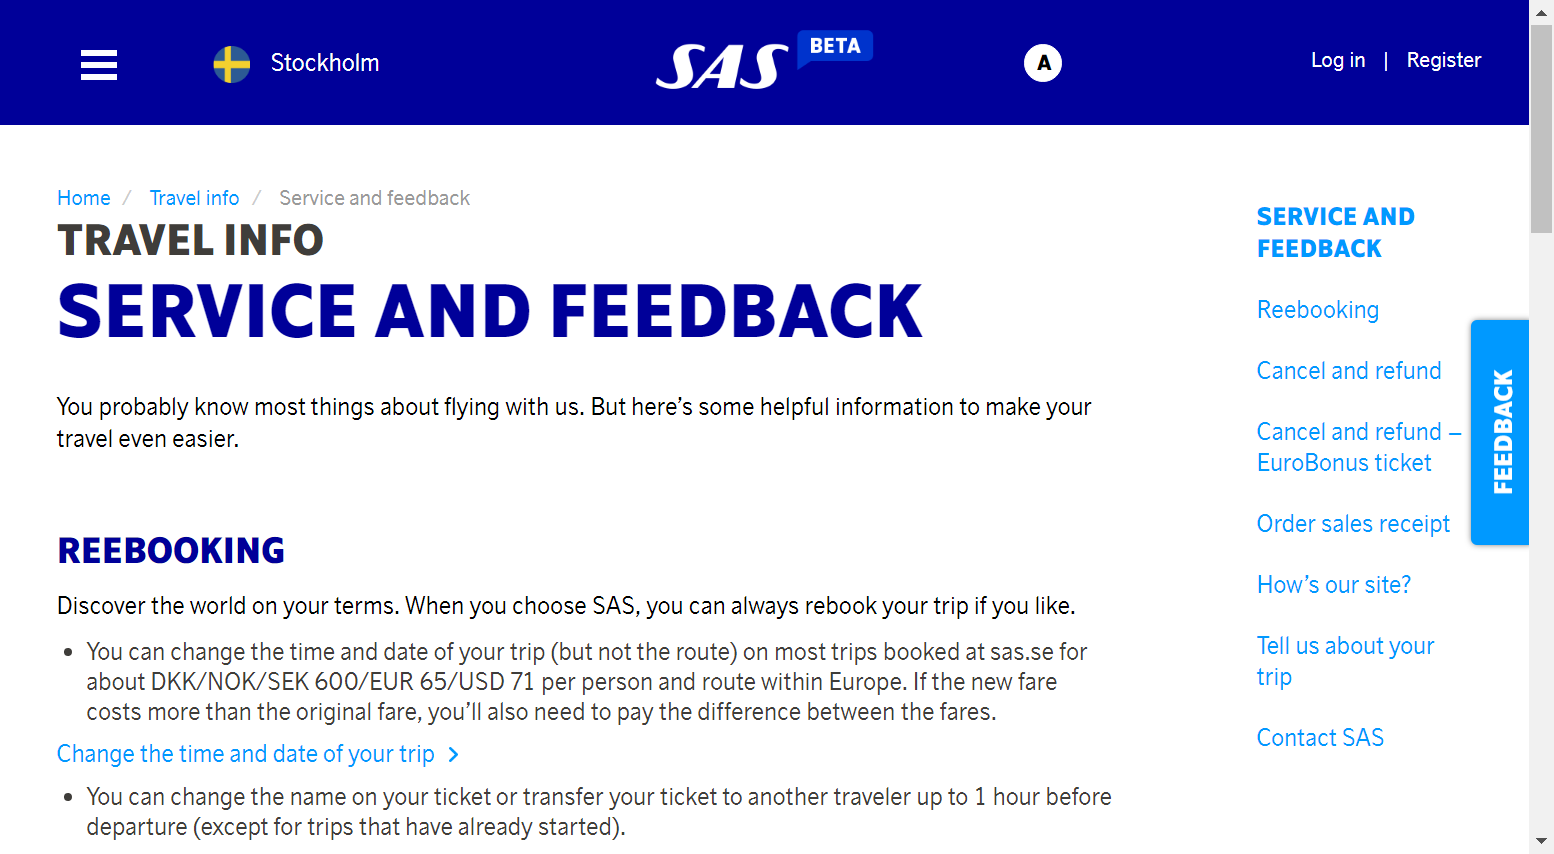 Stockholm
SAS
BETA
A
Log in | Register
Home / Travel info / Service and feedback
TRAVEL INFO
SERVICE AND FEEDBACK
You probably know most things about flying with us. But here’s some helpful information to make your
travel even easier.
REEBOOKING
Discover the world on your terms. When you choose SAS, you can always rebook your trip if you like.
• You can change the time and date of your trip (but not the route) on most trips booked at sas.se for
about DKK/NOK/SEK 600/EUR 65/USD 71 per person and route within Europe. If the new fare
costs more than the original fare, you’ll also need to pay the difference between the fares.
Change the time and date of your trip
• You can change the name on your ticket or transfer your ticket to another traveler up to 1 hour before
departure (except for trips that have already started).
SERVICE AND
FEEDBACK
Reebooking
Cancel and refund
Cancel and refund –
EuroBonus ticket
Order sales receipt
How’s our site?
Tell us about your
trip
Contact SAS
FEEDBACK